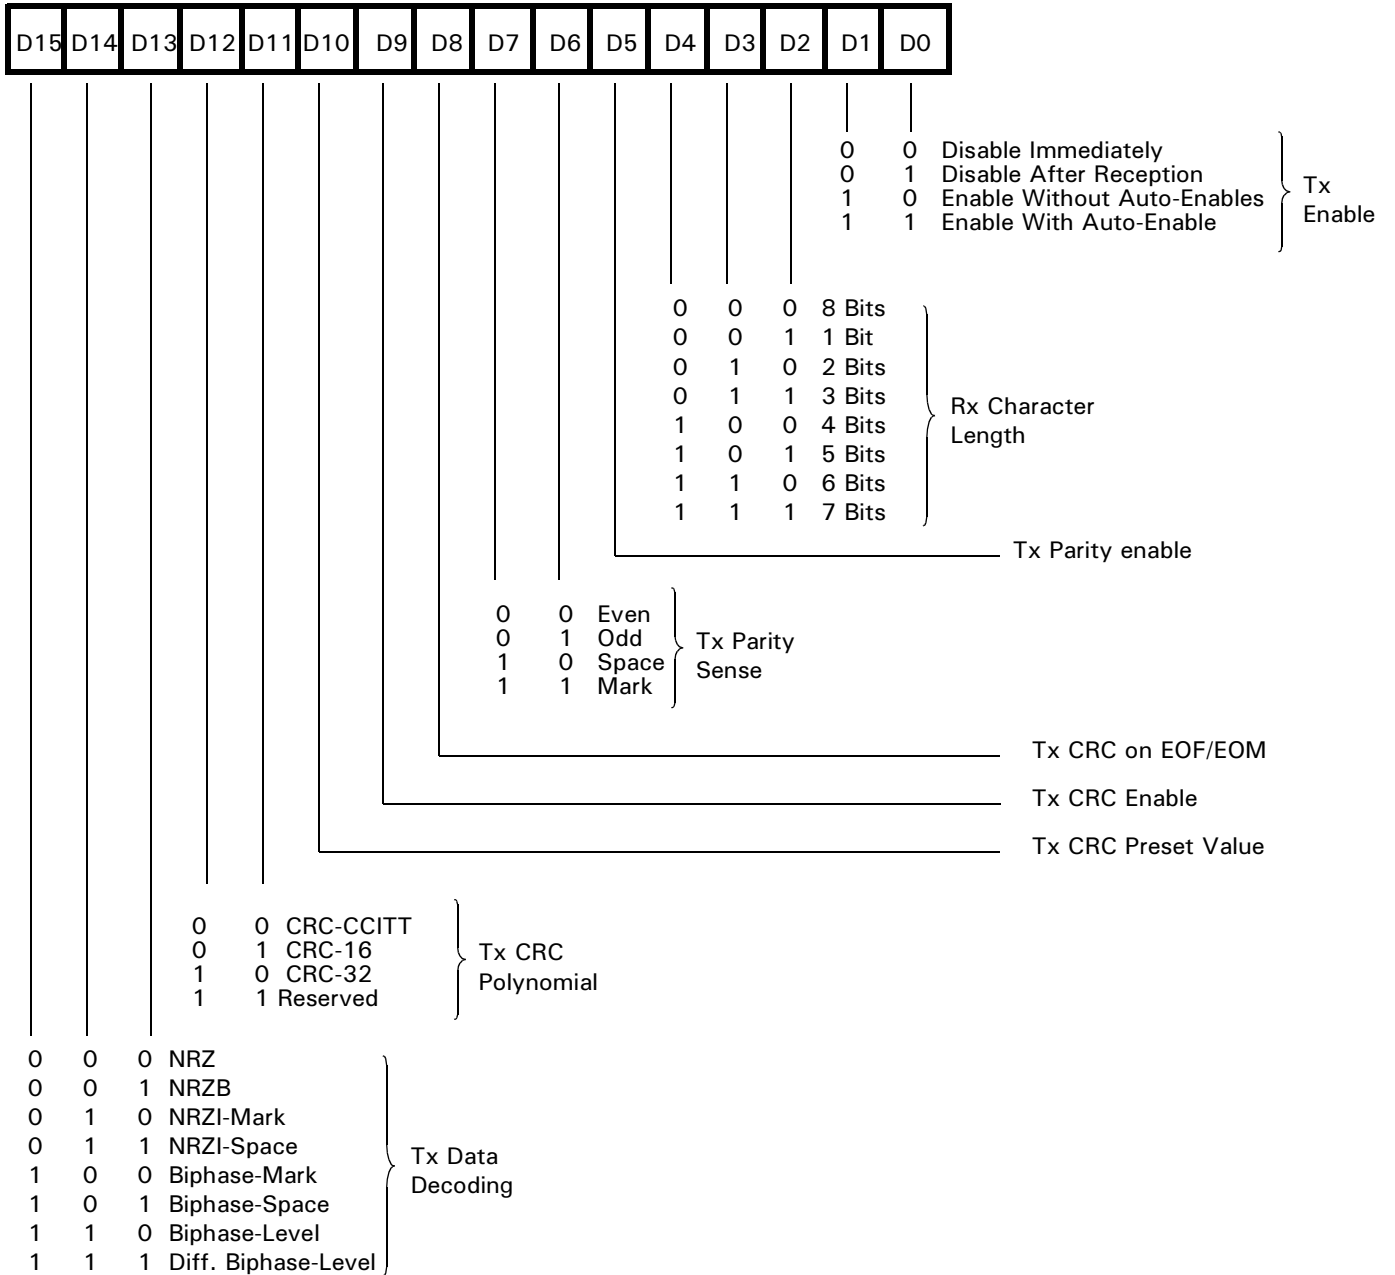 D15 D14 D13 D12 D11 D10 D9 D8 D7 D6 D5 D4 D3 D2 D1 D0
0 0 Disable Immediately
0 1 Disable After Reception
1 0 Enable Without Auto-Enables
1 1 Enable With Auto-Enable
Tx
Enable
0 0 0 8 Bits
0 0 1 1 Bit
0 1 0 2 Bits
0 1 1 3 Bits
1 0 0 4 Bits
1 0 1 5 Bits
1 1 0 6 Bits
1 1 1 7 Bits
Rx Character
Length
Tx Parity enable
0 0 Even
0 1 Odd
1 0 Space
1 1 Mark
Tx Parity
Sense
Tx CRC on EOF/EOM
Tx CRC Enable
Tx CRC Preset Value
0 0 CRC-CCITT
0 1 CRC-16
1 0 CRC-32
1 1 Reserved
Tx CRC
Polynomial
0 0 0 NRZ
0 0 1 NRZB
0 1 0 NRZI-Mark
0 1 1 NRZI-Space
1 0 0 Biphase-Mark
1 0 1 Biphase-Space
1 1 0 Biphase-Level
1 1 1 Diff. Biphase-Level
Tx Data
Decoding